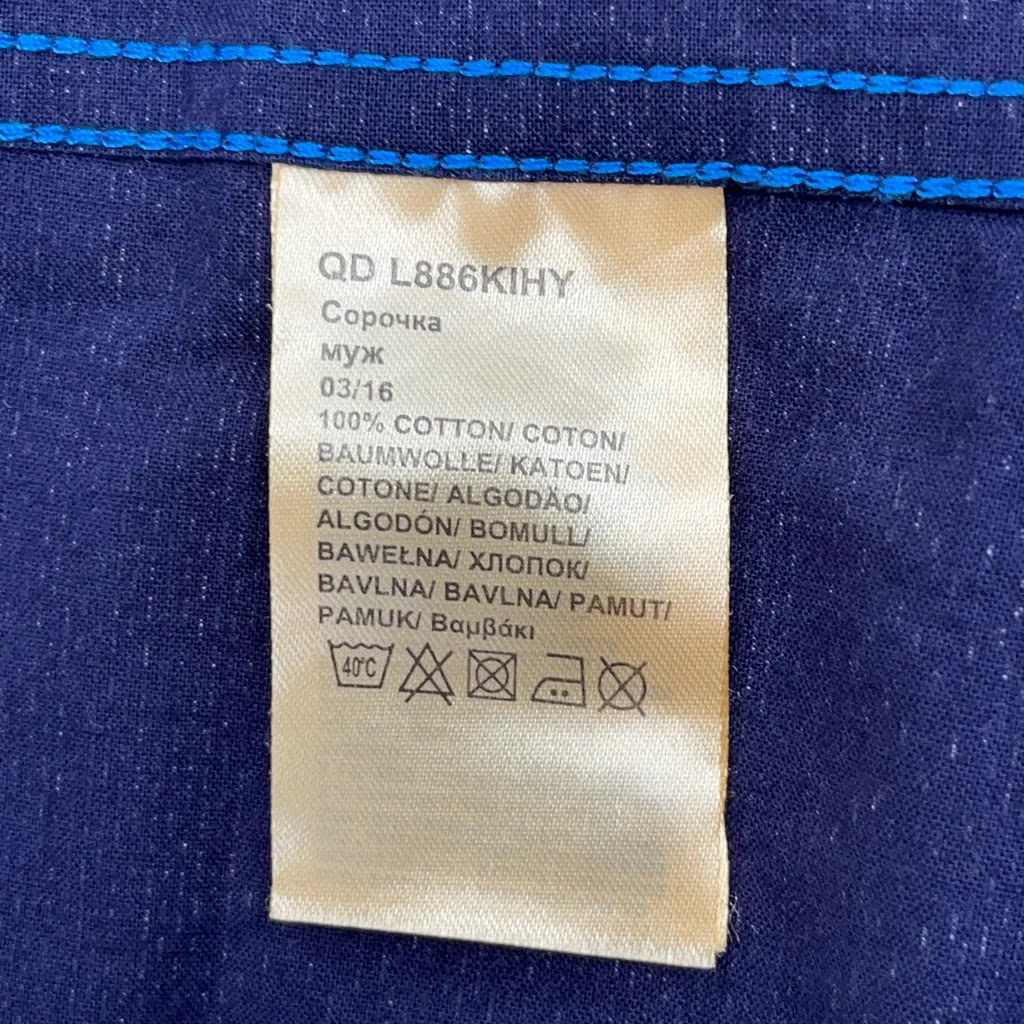 QD L886KIHY
Сорочка
муж
03/16
100% COTTON/ COTON/
BAUMWOLLE/ KATOEN/
COTONE/ ALGODÃO/
ALGODÓN/ BOMULL/
BAWEŁNA/ ХЛОПОК/
BAVLNA/ BAVLNA/ PAMUT/
PAMUK/ Βαμβάκι
40°C